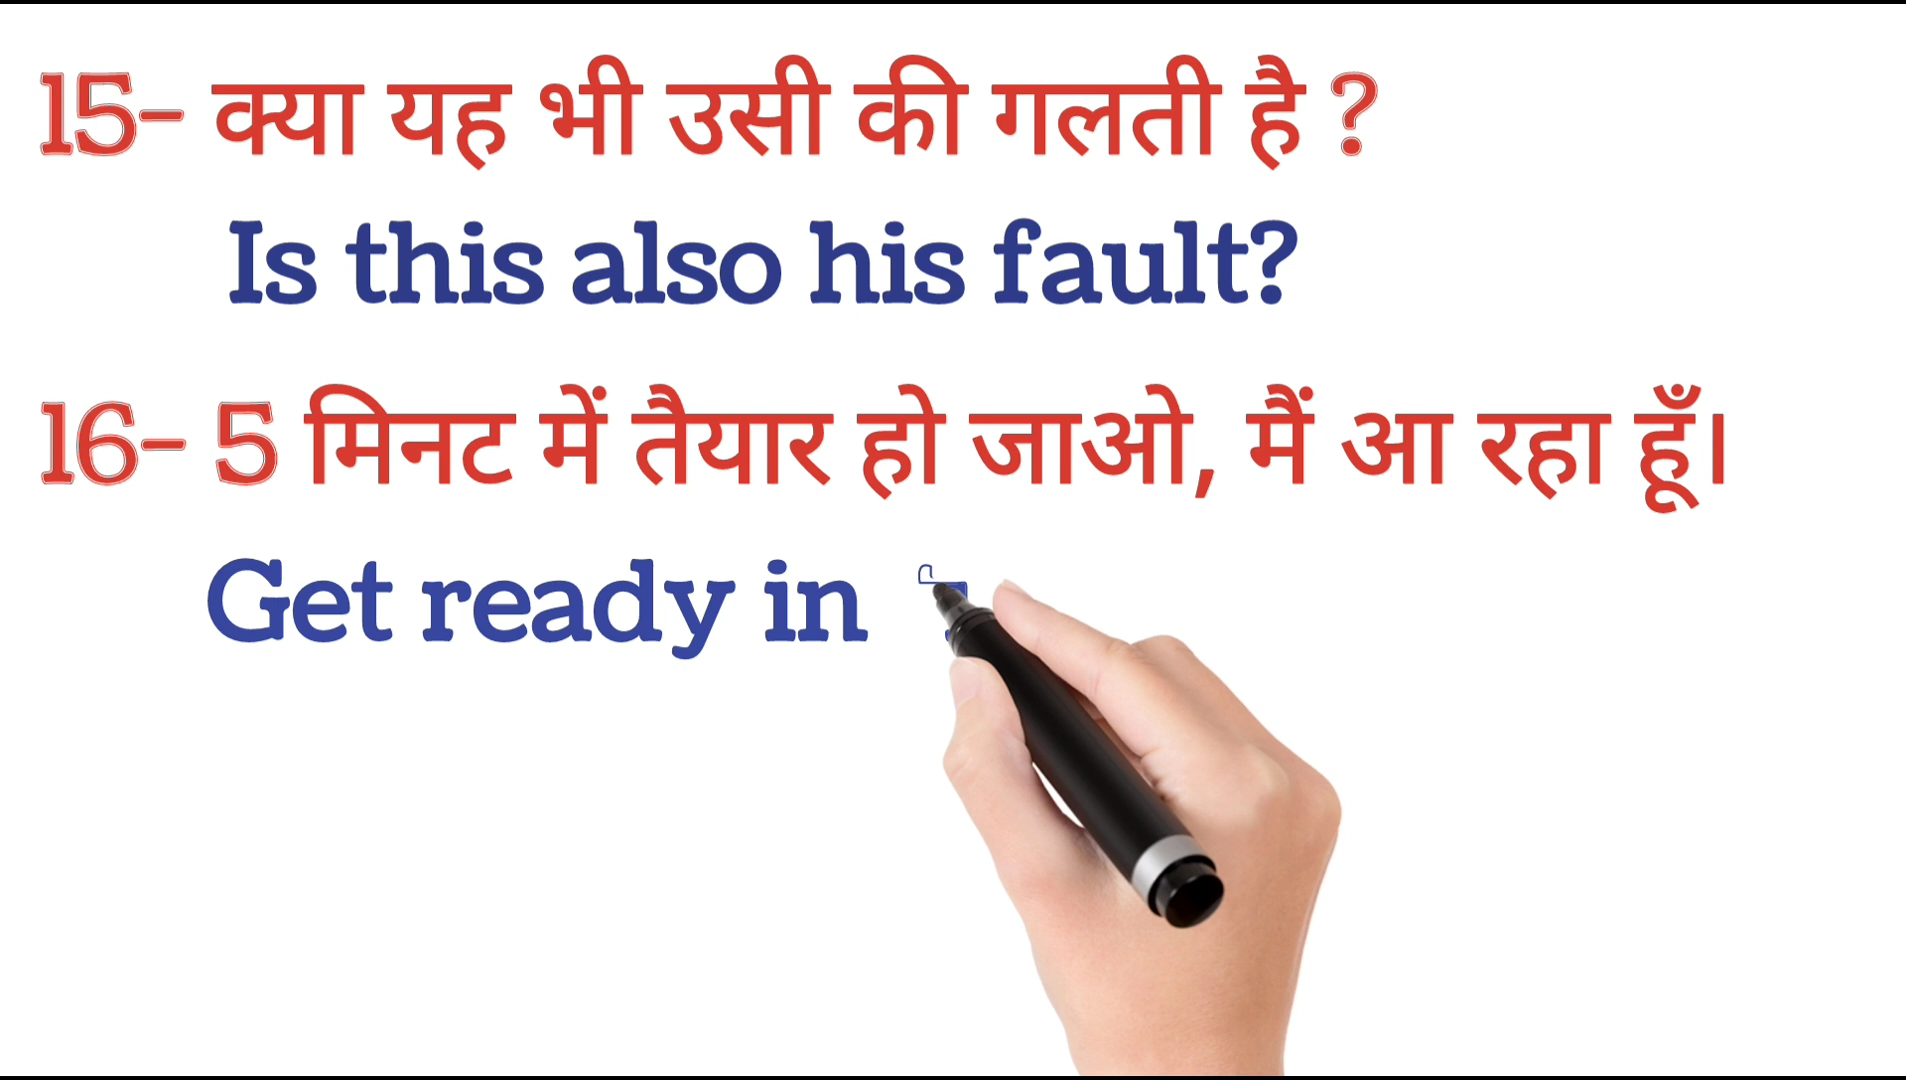 15- क्या यह भी उसी की गलती है ?
Is this also his fault?
16- 5 मिनट में तैयार हो जाओ, मैं आ रहा हूँ।
Get ready in